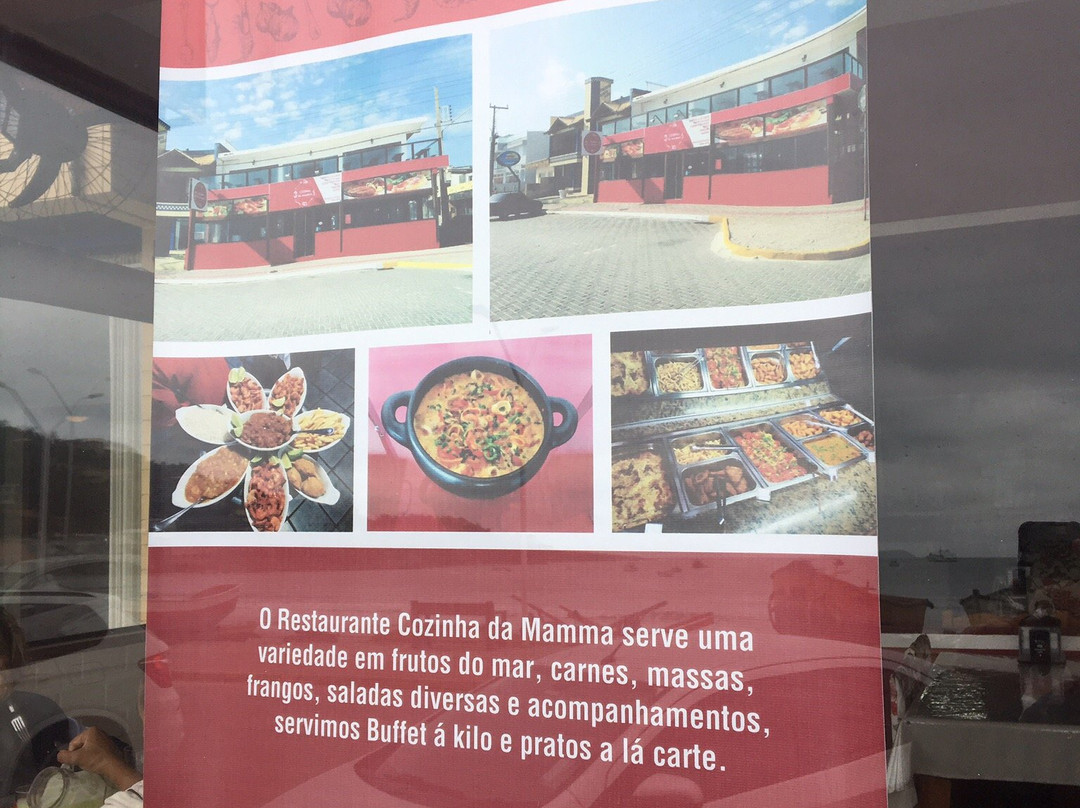 O Restaurante Cozinha da Mamma serve uma
variedade em frutos do mar, carnes, massas,
frangos, saladas diversas e acompanhamentos,
servimos Buffet á kilo e pratos a lá carte.